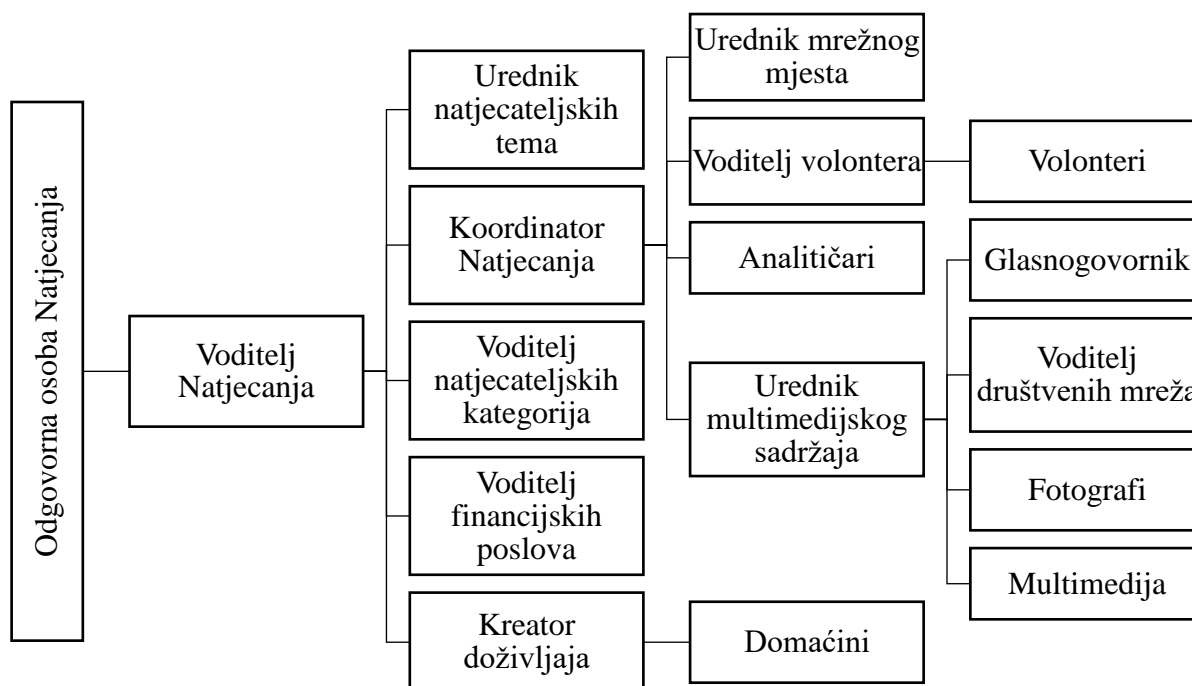 Odgovorna osoba Natjecanja
Voditelj
Natjecanja
Urednik
natjecateljskih
tema
Koordinator
Natjecanja
Voditelj
natjecateljskih
kategorija
Voditelj
financijskih
poslova
Kreator
doživljaja
Urednik mrežnog
mjesta
Voditelj volontera
Analitičari
Urednik
multimedijskog
sadržaja
Domaćini
Volonteri
Glasnogovornik
Voditelj
društvenih mreža
Fotografi
Multimedija